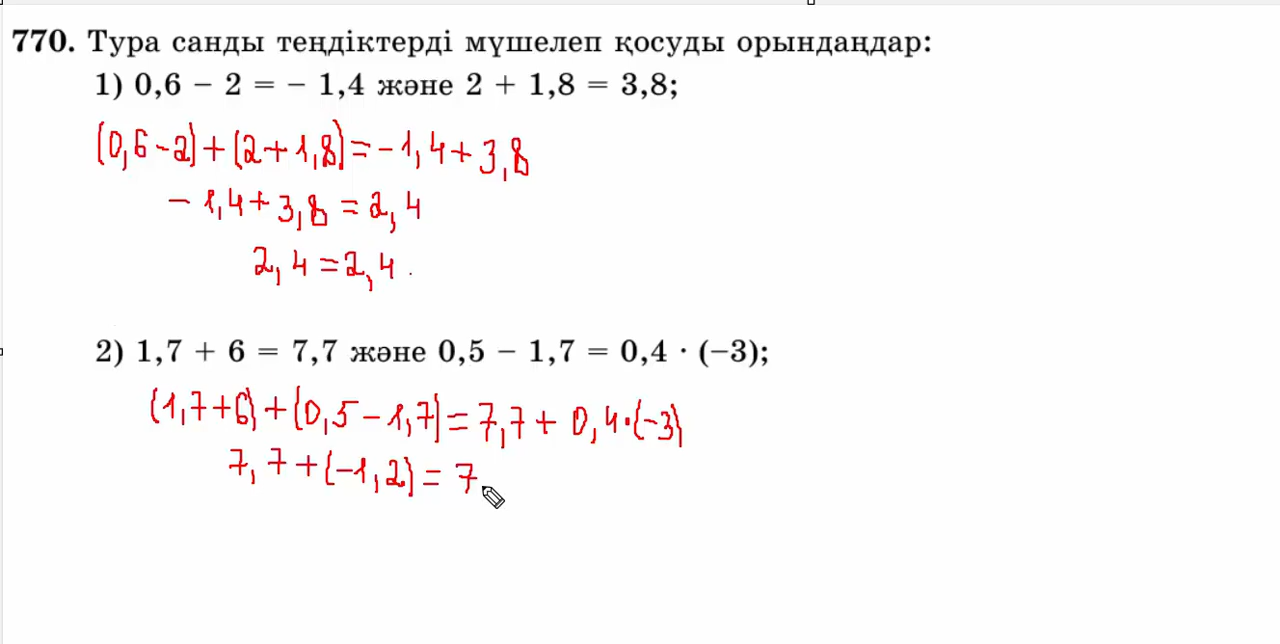 770. Тура санды теңдіктерді мүшелеп қосуды орындаңдар:
1) 0,6 − 2 = − 1,4 және 2 + 1,8 = 3,8;
(0,6-2)+(2+1,8)=-1,4+3,8
-1,4+3,8=2,4
2,4=2,4.
2) 1,7 + 6 = 7,7 және 0,5 − 1,7 = 0,4 · (−3);
(1,7+6)+(0,5-1,7)=7,7+0,4·(-3)
7,7+(-1,2)=7